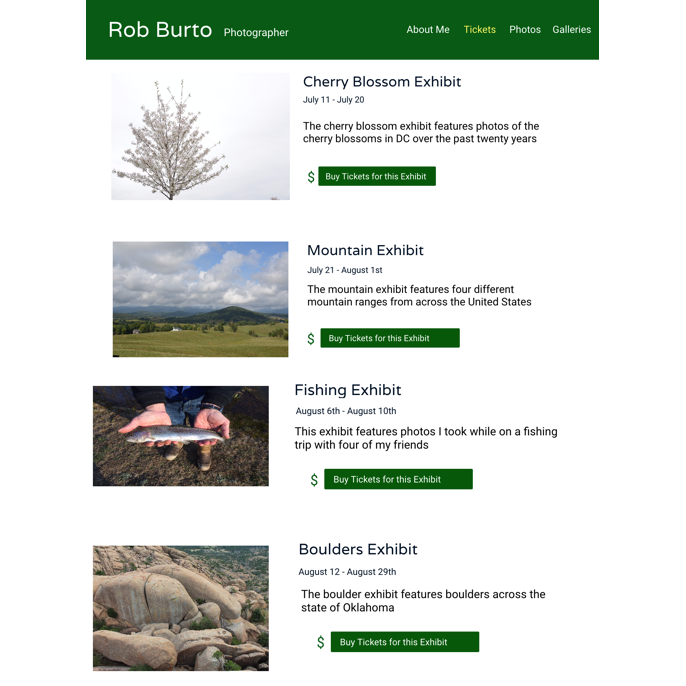 Rob Burto Photographer About Me Tickets Photos Galleries
Cherry Blossom Exhibit
July 11 - July 20
The cherry blossom exhibit features photos of the
cherry blossoms in DC over the past twenty years
$ Buy Tickets for this Exhibit
Mountain Exhibit
July 21 - August 1st
The mountain exhibit features four different
mountain ranges from across the United States
$ Buy Tickets for this Exhibit
Fishing Exhibit
August 6th - August 10th
This exhibit features photos I took while on a fishing
trip with four of my friends
$ Buy Tickets for this Exhibit
Boulders Exhibit
August 12 - August 29th
The boulder exhibit features boulders across the
state of Oklahoma
$ Buy Tickets for this Exhibit